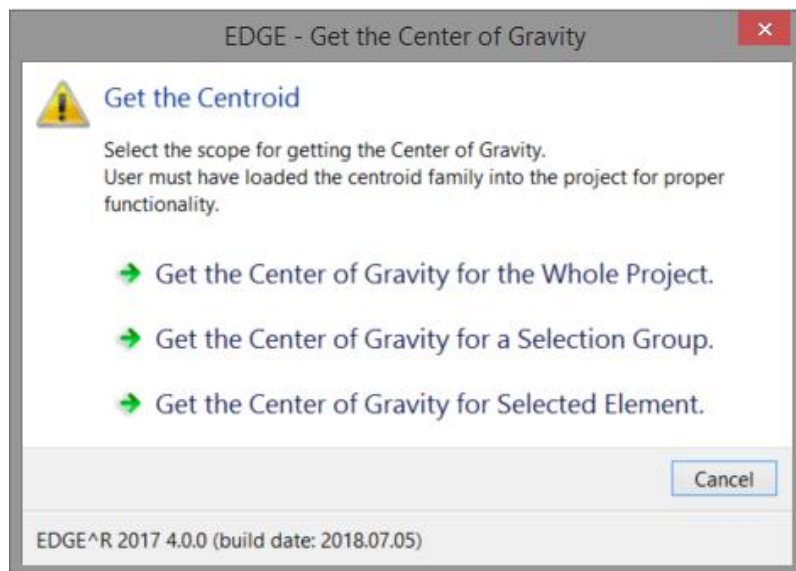 EDGE - Get the Center of Gravity
Get the Centroid
Select the scope for getting the Center of Gravity.
User must have loaded the centroid family into the project for proper
functionality.
Get the Center of Gravity for the Whole Project.
Get the Center of Gravity for a Selection Group.
Get the Center of Gravity for Selected Element.
Cancel
EDGE^R 2017 4.0.0 (build date: 2018.07.05)